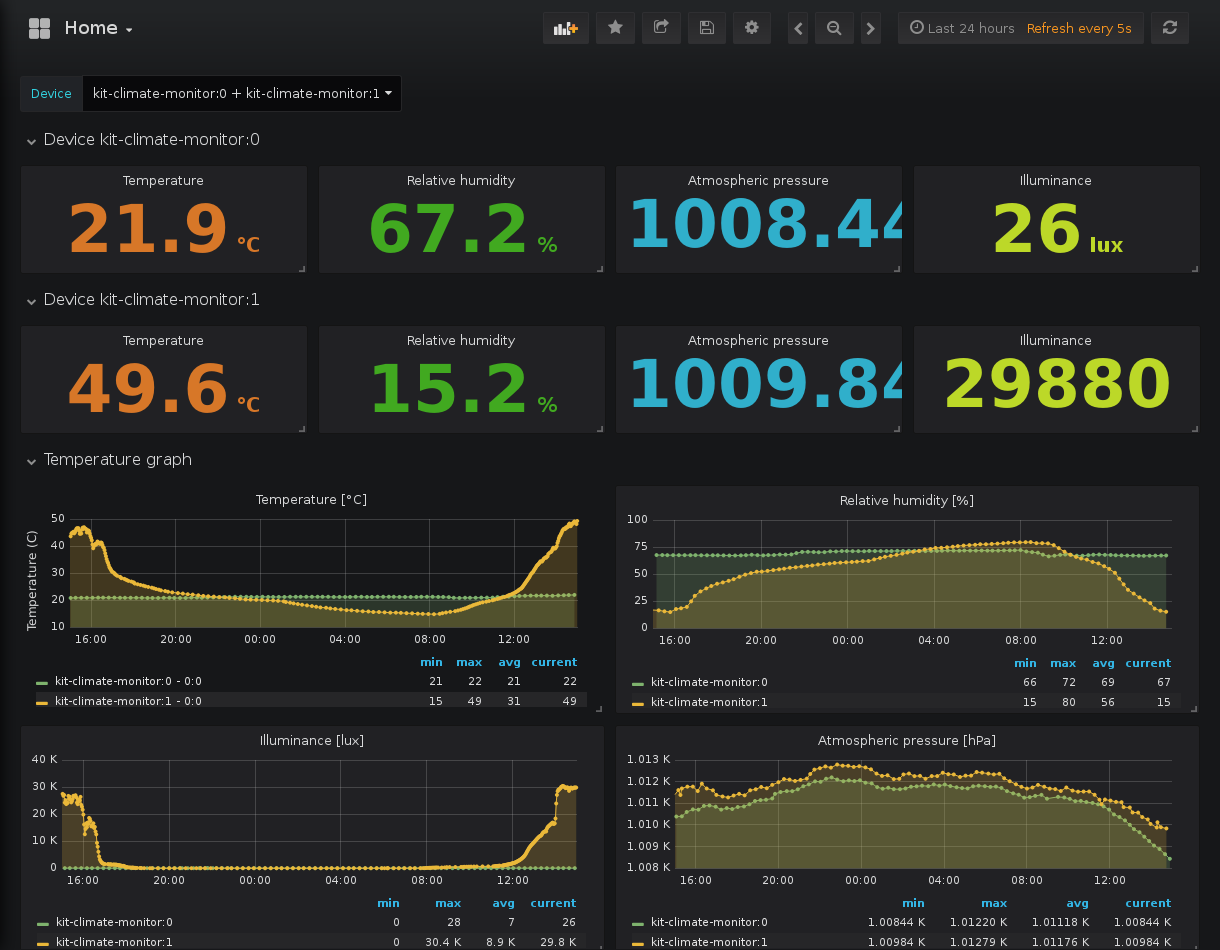 Home
Last 24 hours Refresh every 5s
Device kit-climate-monitor:0 + kit-climate-monitor:1
Device kit-climate-monitor:0
Temperature Relative humidity Atmospheric pressure Illuminance
21.9 °C 67.2 % 1008.44 26 lux
Device kit-climate-monitor:1
Temperature Relative humidity Atmospheric pressure Illuminance
49.6 °C 15.2 % 1009.84 29880
Temperature graph
Temperature [°C]
Temperature (C)
50
40
30
20
10
16:00 20:00 00:00 04:00 08:00 12:00
min max avg current
kit-climate-monitor:0 - 0:0 21 22 21 22
kit-climate-monitor:1 - 0:0 15 49 31 49
Relative humidity [%]
100
75
50
25
0
16:00 20:00 00:00 04:00 08:00 12:00
min max avg current
kit-climate-monitor:0 66 72 69 67
kit-climate-monitor:1 15 80 56 15
Illuminance [lux]
40 K
30 K
20 K
10 K
0
16:00 20:00 00:00 04:00 08:00 12:00
min max avg current
kit-climate-monitor:0 0 28 7 26
kit-climate-monitor:1 0 30.4 K 8.9 K 29.8 K
Atmospheric pressure [hPa]
1.013 K
1.012 K
1.011 K
1.010 K
1.009 K
1.008 K
16:00 20:00 00:00 04:00 08:00 12:00
min max avg current
kit-climate-monitor:0 1.00844 K 1.01220 K 1.01118 K 1.00844 K
kit-climate-monitor:1 1.00984 K 1.01279 K 1.01176 K 1.00984 K